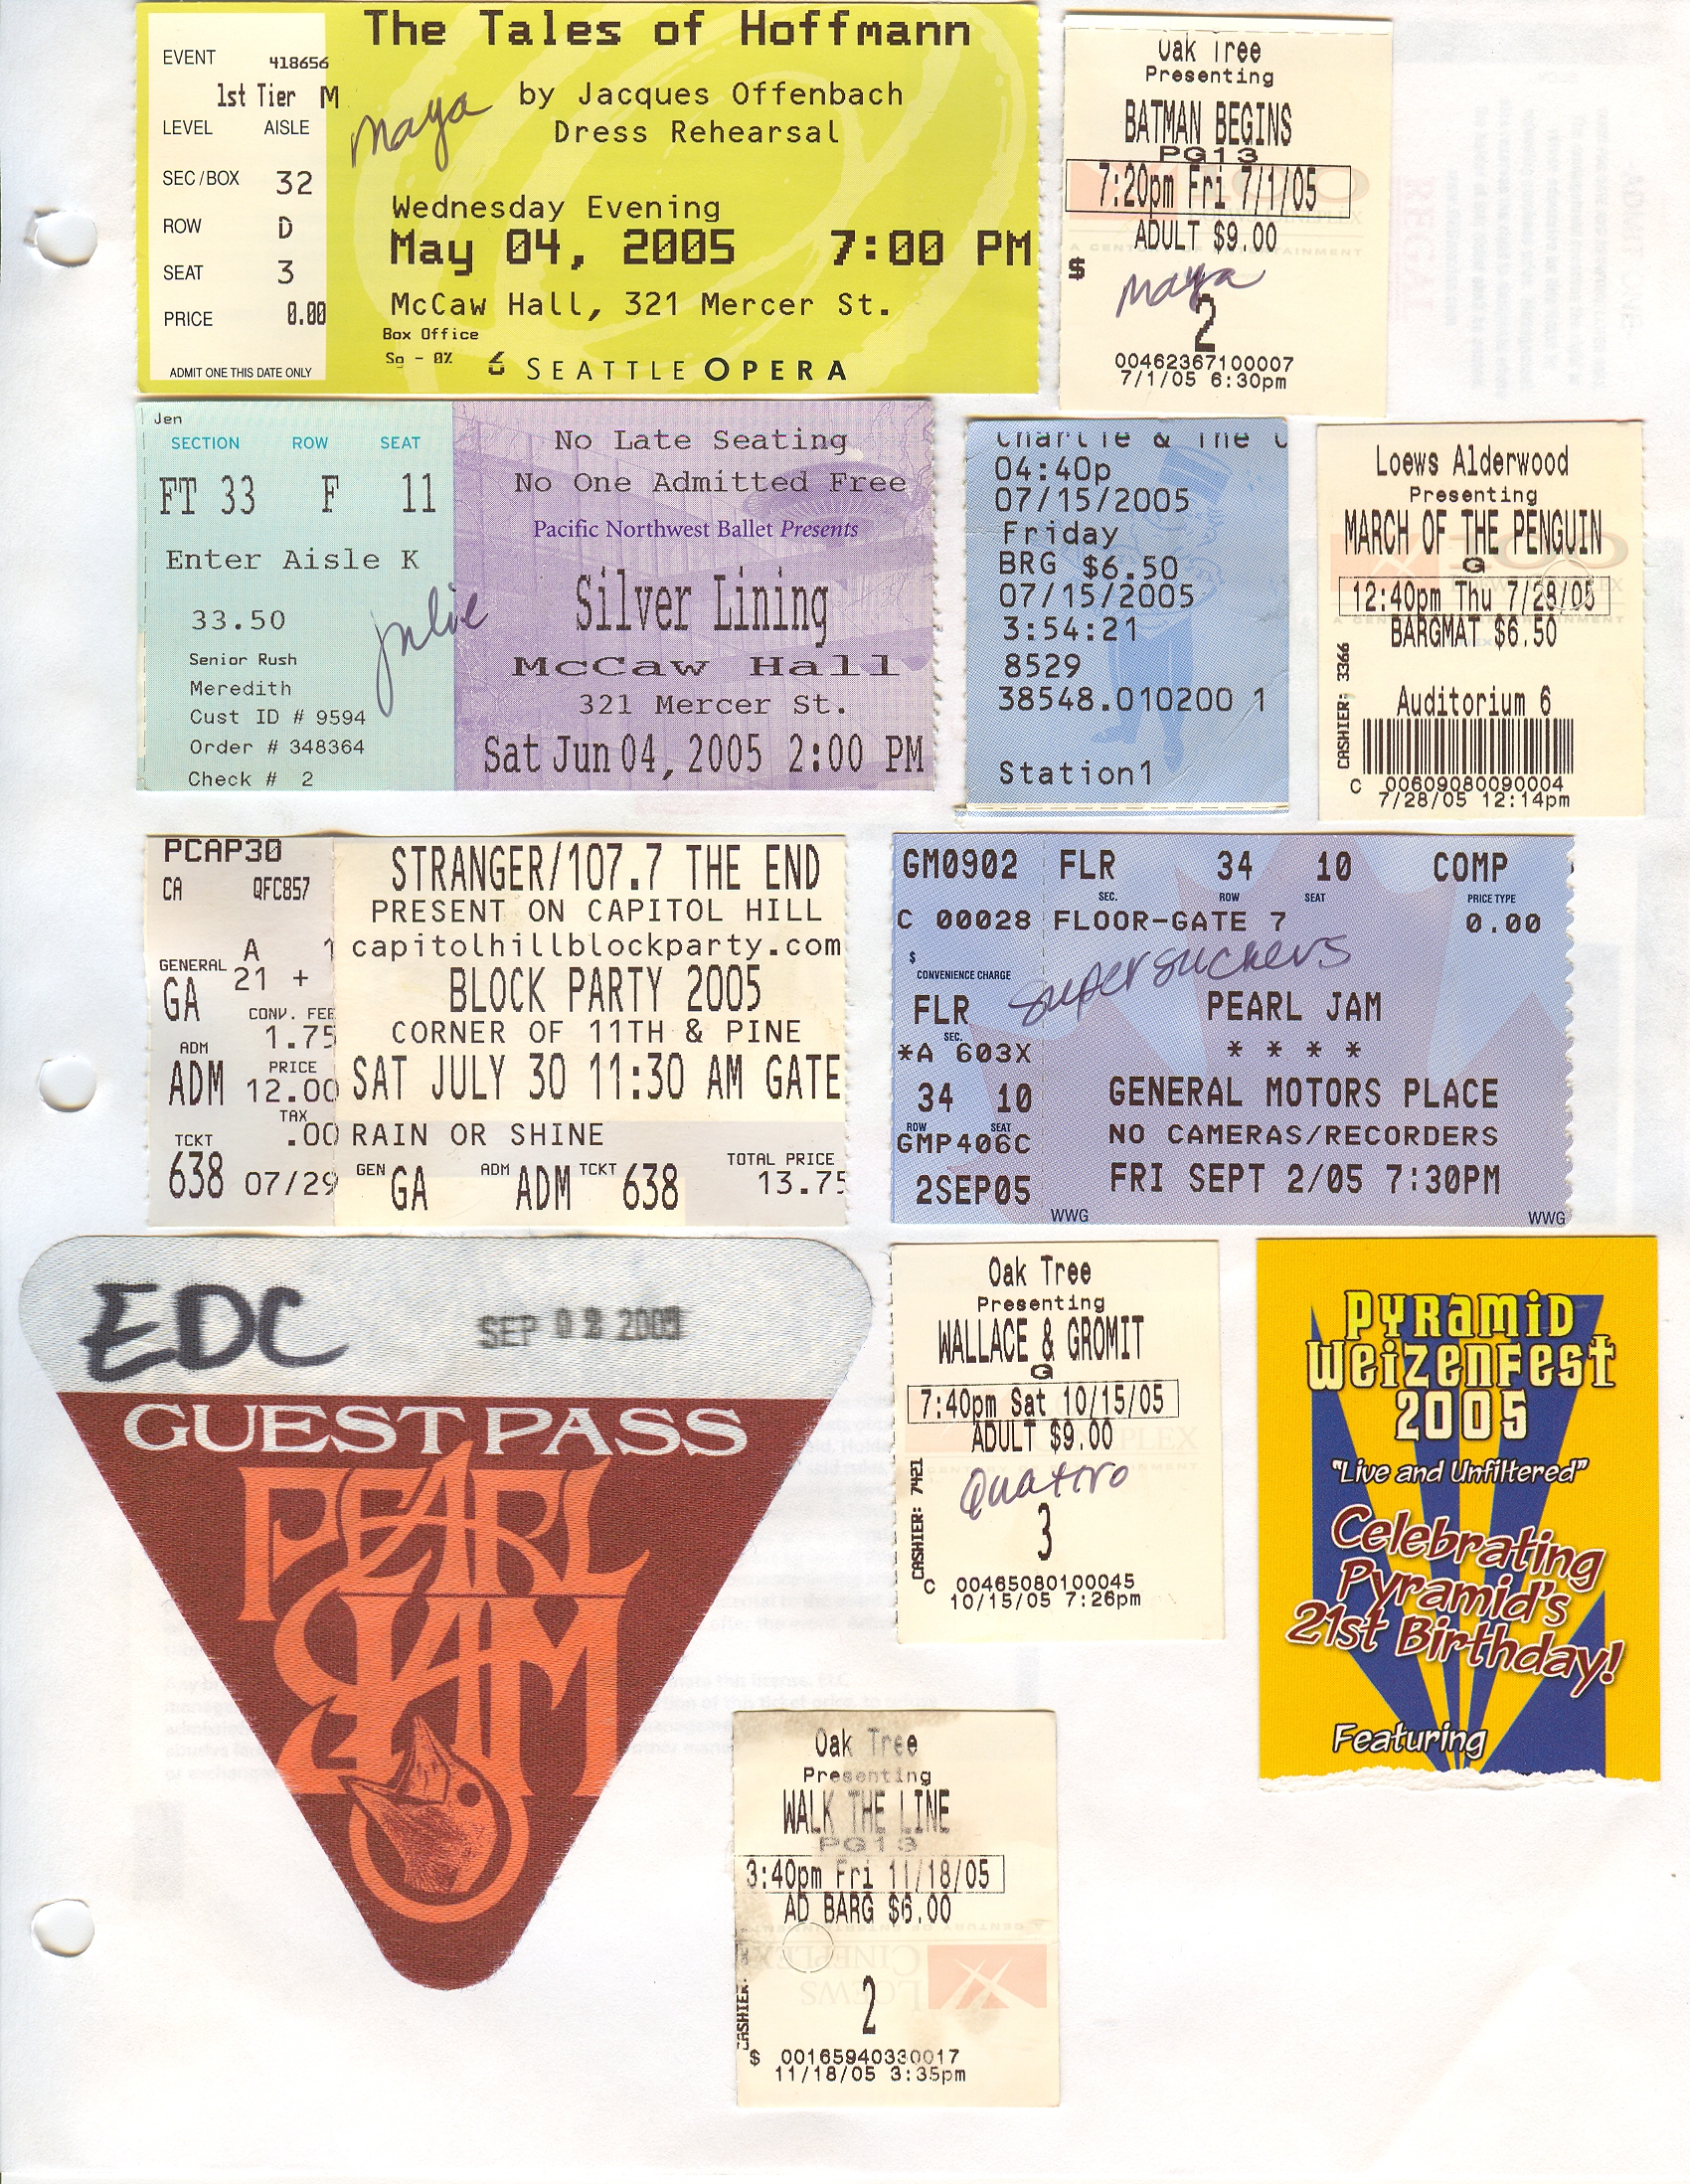 The Tales of Hoffmann
EVENT 418656
1st Tier M
LEVEL AISLE
SEC/BOX 32
ROW D
SEAT 3
PRICE 0.00
ADMIT ONE THIS DATE ONLY
Maya
by Jacques Offenbach
Dress Rehearsal
Wednesday Evening
May 04, 2005 7:00 PM
McCaw Hall, 321 Mercer St.
Box Office
Sg - 0%
SEATTLE OPERA
Oak Tree
Presenting
BATMAN BEGINS
PG13
7:20pm Fri 7/1/05
ADULT $9.00
$
Maya
2
00462367100007
7/1/05 6:30pm
Jen
SECTION ROW SEAT
FT 33 F 11
Enter Aisle K
33.50
Senior Rush
Meredith
Cust ID # 9594
Order # 348364
Check # 2
Julie
No Late Seating
No One Admitted Free
Pacific Northwest Ballet Presents
Silver Lining
McCaw Hall
321 Mercer St.
Sat Jun 04, 2005 2:00 PM
Charlie & The C
04:40p
07/15/2005
Friday
BRG $6.50
07/15/2005
3:54:21
8529
38548.010200 1
Station1
Loews Alderwood
Presenting
MARCH OF THE PENGUIN
G
12:40pm Thu 7/28/05
BARGMAT $6.50
CASHIER: 3366
Auditorium 6
C 00609080090004
7/28/05 12:14pm
PCAP30
CA QFC857
A 1
GENERAL 21 +
GA
CONV. FEE
1.75
ADM
ADM
PRICE
12.00
TAX
.00
TCKT
638 07/29
STRANGER/107.7 THE END
PRESENT ON CAPITOL HILL
capitolhillblockparty.com
BLOCK PARTY 2005
CORNER OF 11TH & PINE
SAT JULY 30 11:30 AM GATE
RAIN OR SHINE
GEN GA ADM ADM TCKT 638
TOTAL PRICE
13.75
GM0902 FLR 34 10 COMP
SEC. ROW SEAT PRICE TYPE
C 00028 FLOOR-GATE 7 0.00
$
CONVENIENCE CHARGE
supersuckers
FLR
SEC.
PEARL JAM
*A 603X * * * *
34 10
ROW SEAT
GENERAL MOTORS PLACE
GMP406C NO CAMERAS/RECORDERS
2SEP05 FRI SEPT 2/05 7:30PM
WWG WWG
EDC
SEP 02 2005
GUEST PASS
PEARL
JAM
Oak Tree
Presenting
WALLACE & GROMIT
G
7:40pm Sat 10/15/05
ADULT $9.00
Quattro
CASHIER: 7421
3
C 00465080100045
10/15/05 7:26pm
PYRAMID
WEIZENFEST
2005
"Live and Unfiltered"
Celebrating
Pyramid's
21st Birthday!
Featuring
Oak Tree
Presenting
WALK THE LINE
PG13
3:40pm Fri 11/18/05
AD BARG $6.00
LOEWS
CINEPLEX
CASHIER:
2
$ 00165940330017
11/18/05 3:35pm